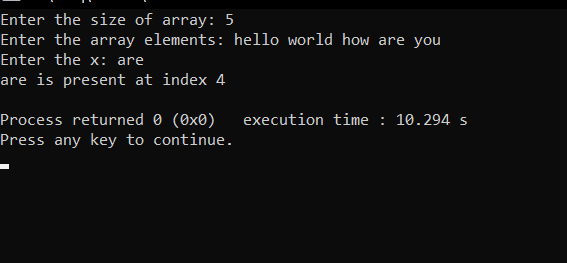 Enter the size of array: 5
Enter the array elements: hello world how are you
Enter the x: are
are is present at index 4
Process returned 0 (0x0)   execution time : 10.294 s
Press any key to continue.